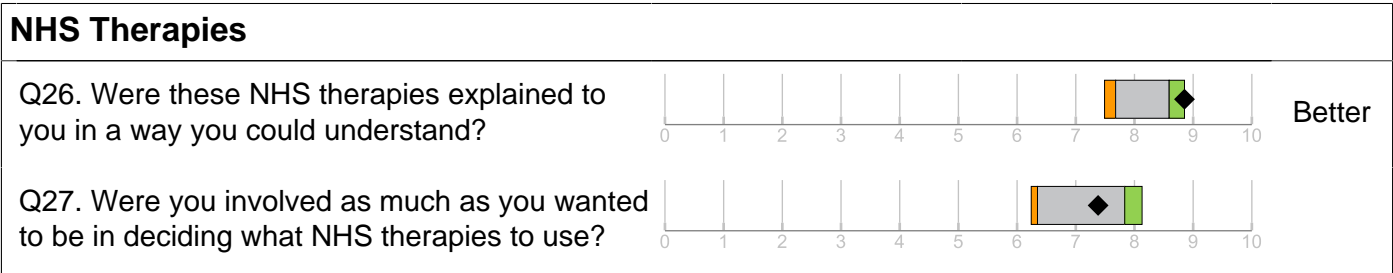 NHS Therapies
Q26. Were these NHS therapies explained to
you in a way you could understand?
0 1 2 3 4 5 6 7 8 9 10
Better
Q27. Were you involved as much as you wanted
to be in deciding what NHS therapies to use?
0 1 2 3 4 5 6 7 8 9 10